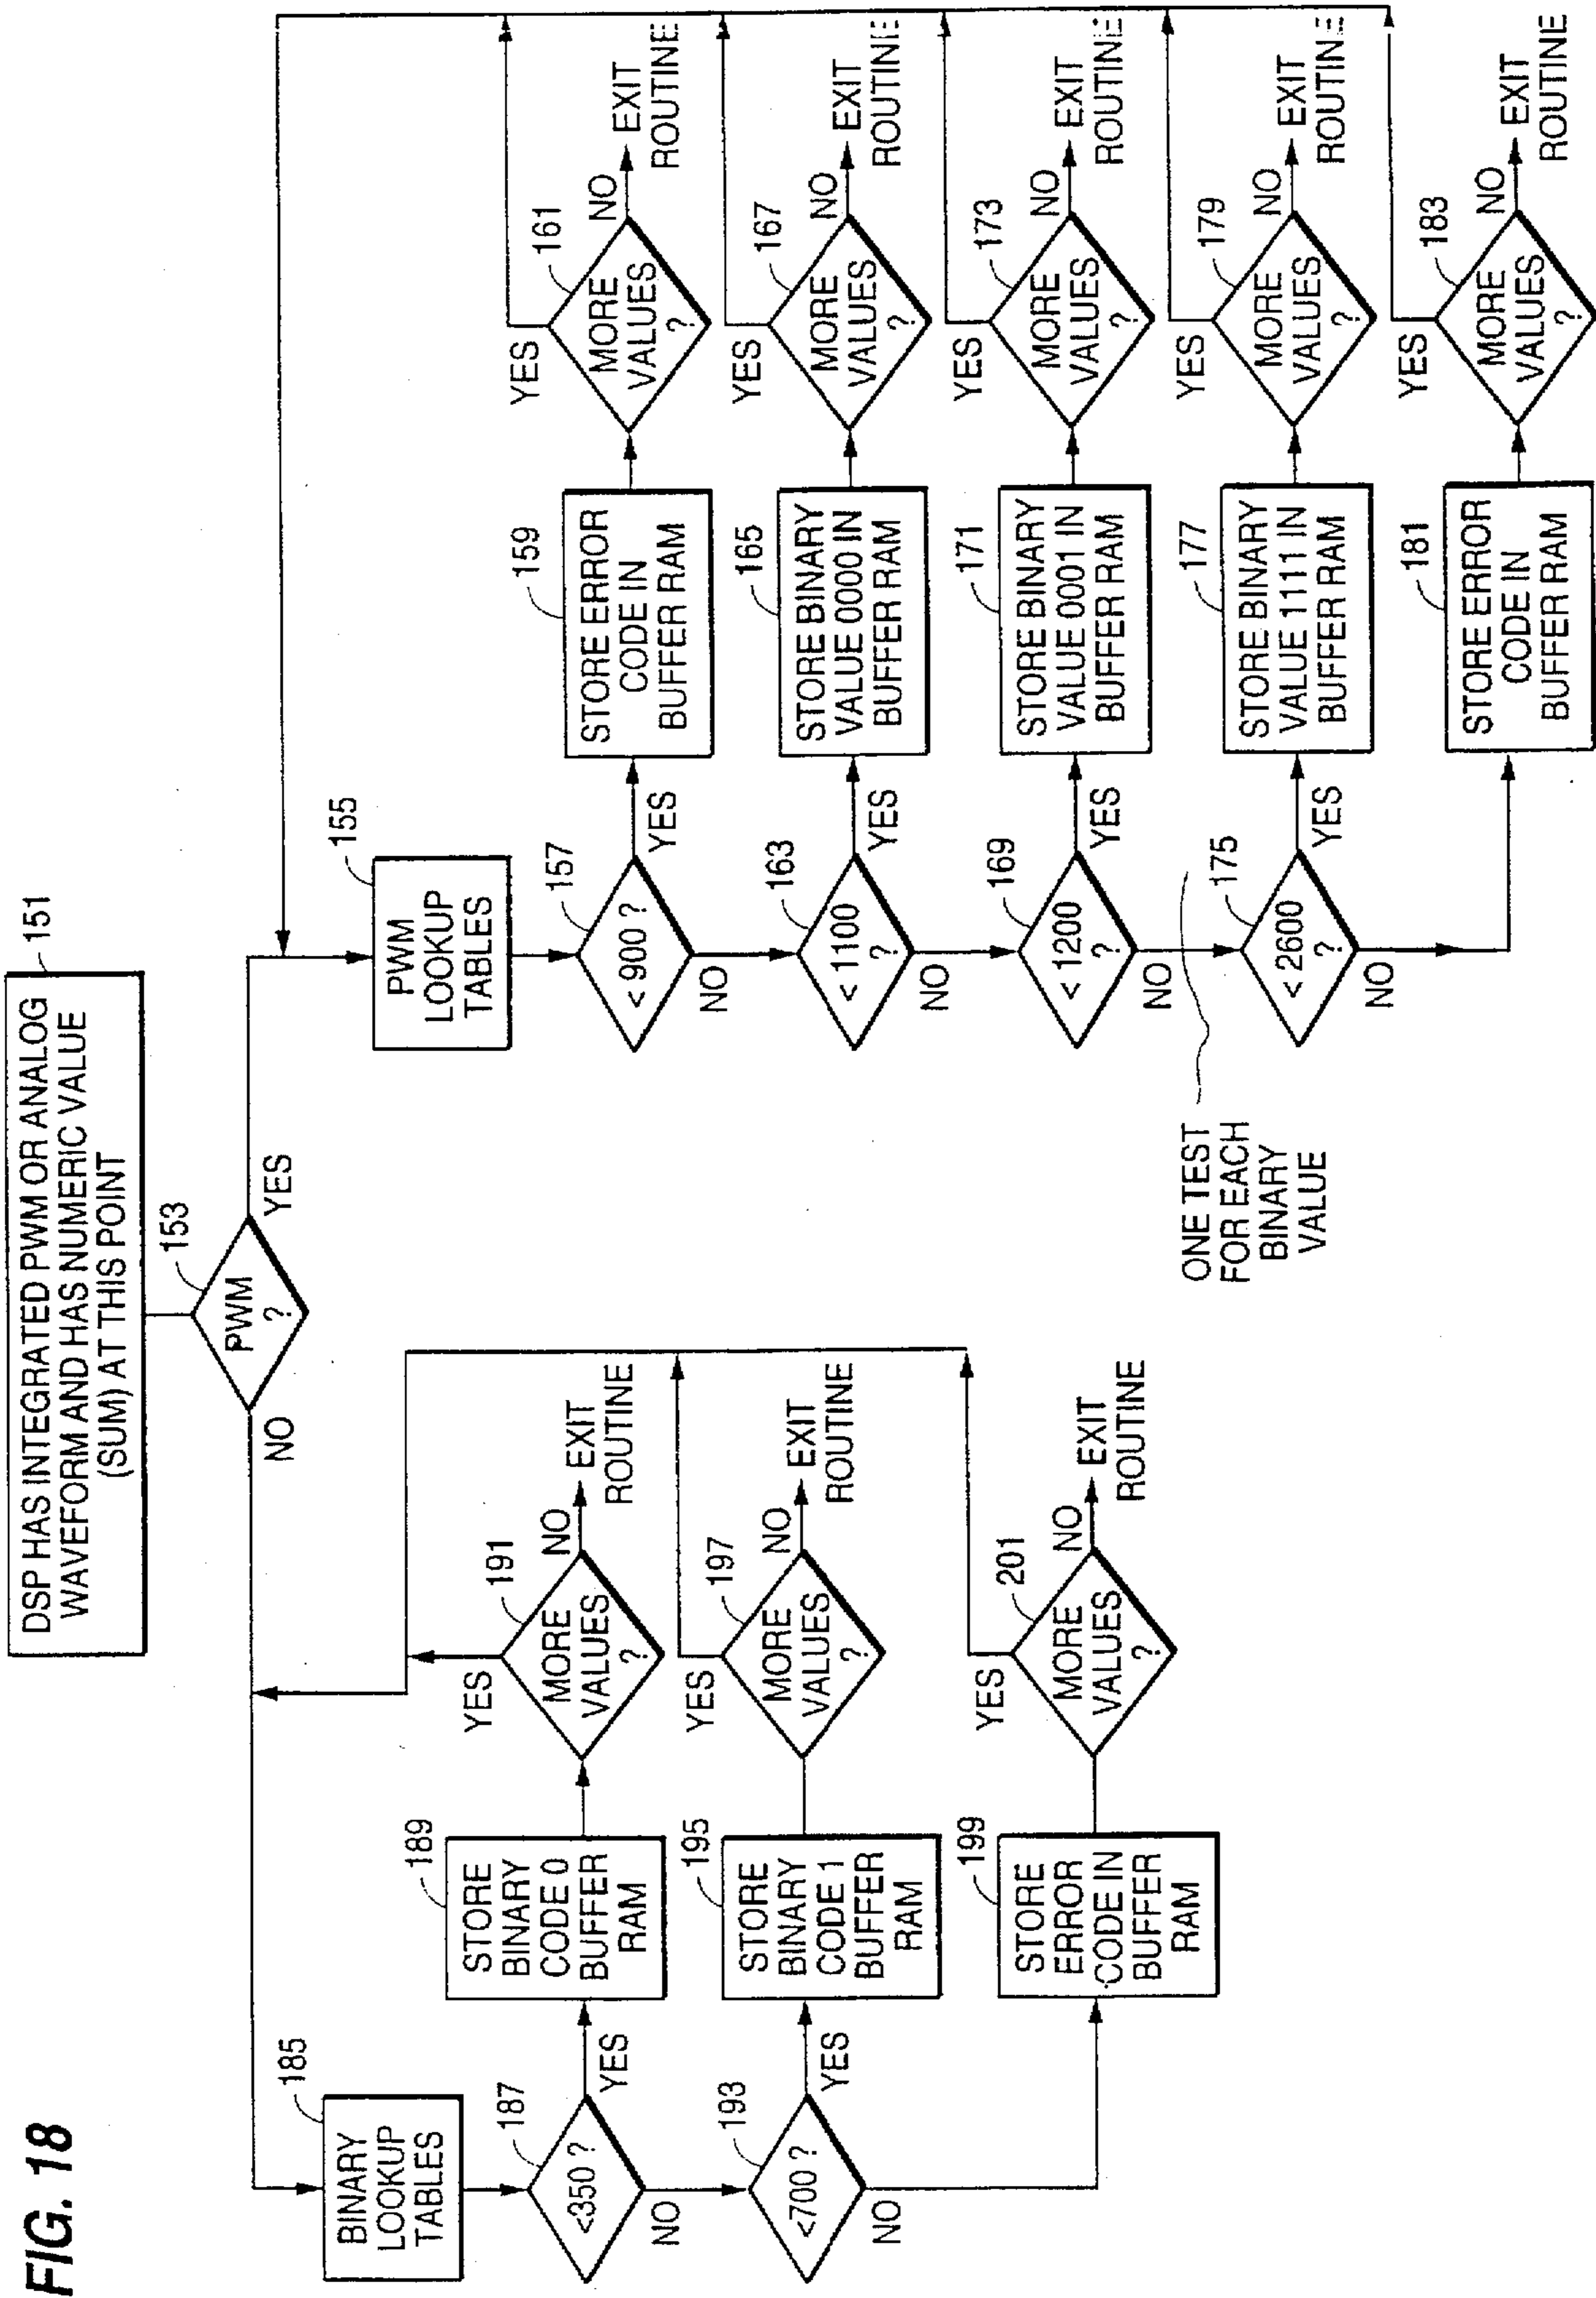 FIG. 18
DSP HAS INTEGRATED PWM OR ANALOG
WAVEFORM AND HAS NUMERIC VALUE
(SUM) AT THIS POINT
151
PWM
?
153
NO
YES
BINARY
LOOKUP
TABLES
185
<350 ?
187
YES
NO
STORE
BINARY
CODE 0
BUFFER
RAM
189
MORE
VALUES
?
191
YES
NO
EXIT
ROUTINE
<700 ?
193
YES
NO
STORE
BINARY
CODE 1
BUFFER
RAM
195
MORE
VALUES
?
197
YES
NO
EXIT
ROUTINE
STORE
ERROR
CODE IN
BUFFER
RAM
199
MORE
VALUES
?
201
YES
NO
EXIT
ROUTINE
PWM
LOOKUP
TABLES
155
< 900 ?
157
YES
NO
STORE ERROR
CODE IN
BUFFER RAM
159
MORE
VALUES
?
161
YES
NO
EXIT
ROUTINE
< 1100
?
163
YES
NO
STORE BINARY
VALUE 0000 IN
BUFFER RAM
165
MORE
VALUES
?
167
YES
NO
EXIT
ROUTINE
< 1200
?
169
YES
NO
STORE BINARY
VALUE 0001 IN
BUFFER RAM
171
MORE
VALUES
?
173
YES
NO
EXIT
ROUTINE
ONE TEST
FOR EACH
BINARY
VALUE
< 2600
?
175
YES
NO
STORE BINARY
VALUE 1111 IN
BUFFER RAM
177
MORE
VALUES
?
179
YES
NO
EXIT
ROUTINE
STORE ERROR
CODE IN
BUFFER RAM
181
MORE
VALUES
?
183
YES
NO
EXIT
ROUTINE